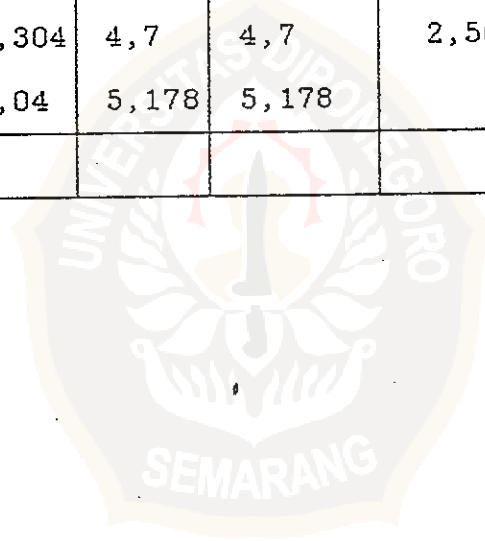 ,304 4,7 4,7 2,5
,04 5,178 5,178
UNIVERSITAS DIPONEGORO
SEMARANG